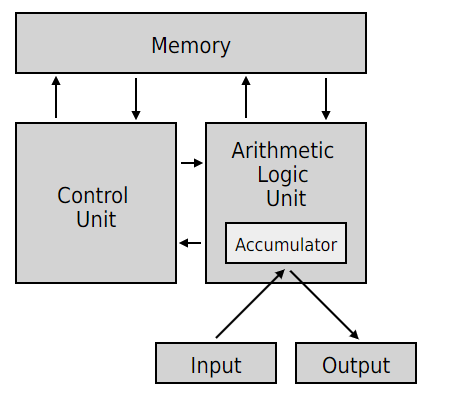 Memory
Control
Unit
Arithmetic
Logic
Unit
Accumulator
Input
Output